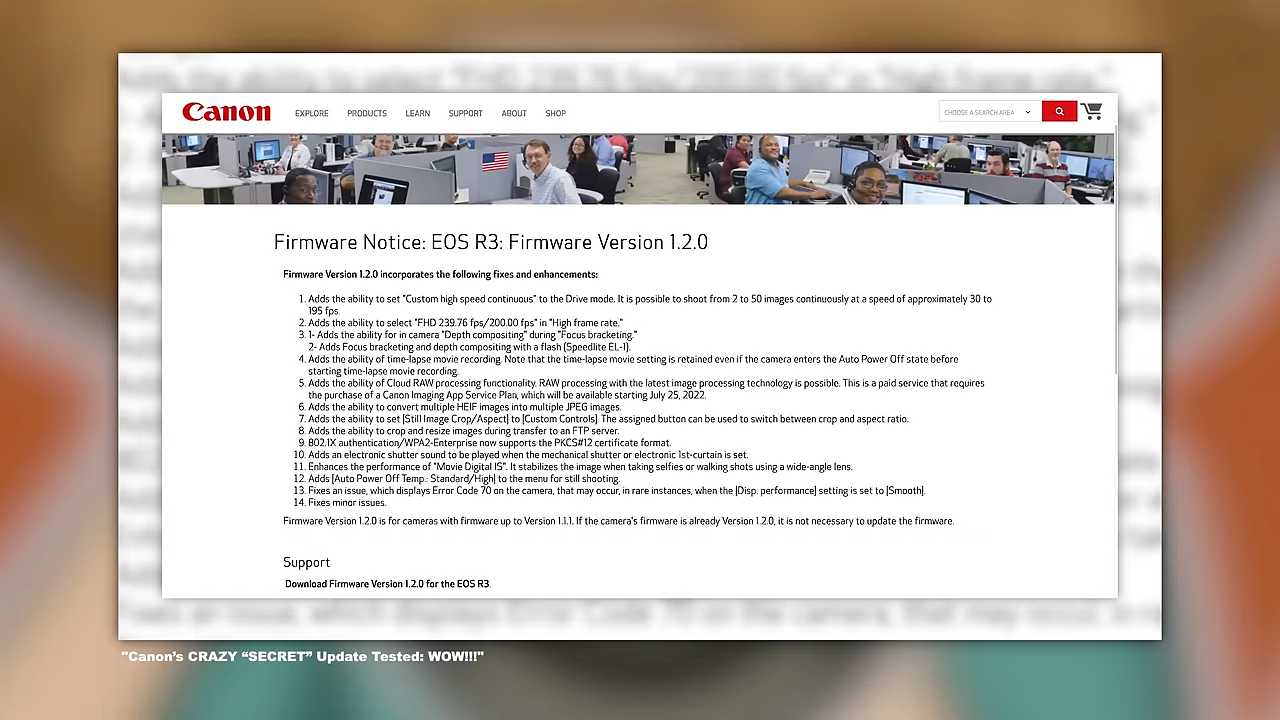 Canon EXPLORE PRODUCTS LEARN SUPPORT ABOUT SHOP CHOOSE A SEARCH AREA
Firmware Notice: EOS R3: Firmware Version 1.2.0
Firmware Version 1.2.0 incorporates the following fixes and enhancements:
1. Adds the ability to set "Custom high speed continuous" to the Drive mode. It is possible to shoot from 2 to 50 images continuously at a speed of approximately 30 to
195 fps.
2. Adds the ability to select "FHD 239.76 fps/200.00 fps" in "High frame rate."
3. 1- Adds the ability for in camera "Depth compositing" during "Focus bracketing."
2- Adds Focus bracketing and depth compositing with a flash (Speedlite EL-1).
4. Adds the ability of time-lapse movie recording. Note that the time-lapse movie setting is retained even if the camera enters the Auto Power Off state before
starting time-lapse movie recording.
5. Adds the ability of Cloud RAW processing functionality. RAW processing with the latest image processing technology is possible. This is a paid service that requires
the purchase of a Canon Imaging App Service Plan, which will be available starting July 25, 2022.
6. Adds the ability to convert multiple HEIF images into multiple JPEG images.
7. Adds the ability to set [Still Image Crop/Aspect] to [Custom Controls]. The assigned button can be used to switch between crop and aspect ratio.
8. Adds the ability to crop and resize images during transfer to an FTP server.
9. 802.1X authentication/WPA2-Enterprise now supports the PKCS#12 certificate format.
10. Adds an electronic shutter sound to be played when the mechanical shutter or electronic 1st-curtain is set.
11. Enhances the performance of "Movie Digital IS". It stabilizes the image when taking selfies or walking shots using a wide-angle lens.
12. Adds [Auto Power Off Temp.: Standard/High] to the menu for still shooting.
13. Fixes an issue, which displays Error Code 70 on the camera, that may occur, in rare instances, when the [Disp. performance] setting is set to [Smooth].
14. Fixes minor issues.
Firmware Version 1.2.0 is for cameras with firmware up to Version 1.1.1. If the camera's firmware is already Version 1.2.0, it is not necessary to update the firmware.
Support
Download Firmware Version 1.2.0 for the EOS R3.
"Canon’s CRAZY “SECRET” Update Tested: WOW!!!"